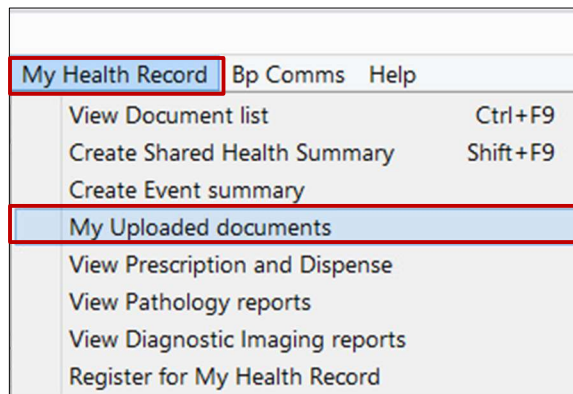 My Health Record Bp Comms Help
View Document list Ctrl+F9
Create Shared Health Summary Shift+F9
Create Event summary
My Uploaded documents
View Prescription and Dispense
View Pathology reports
View Diagnostic Imaging reports
Register for My Health Record